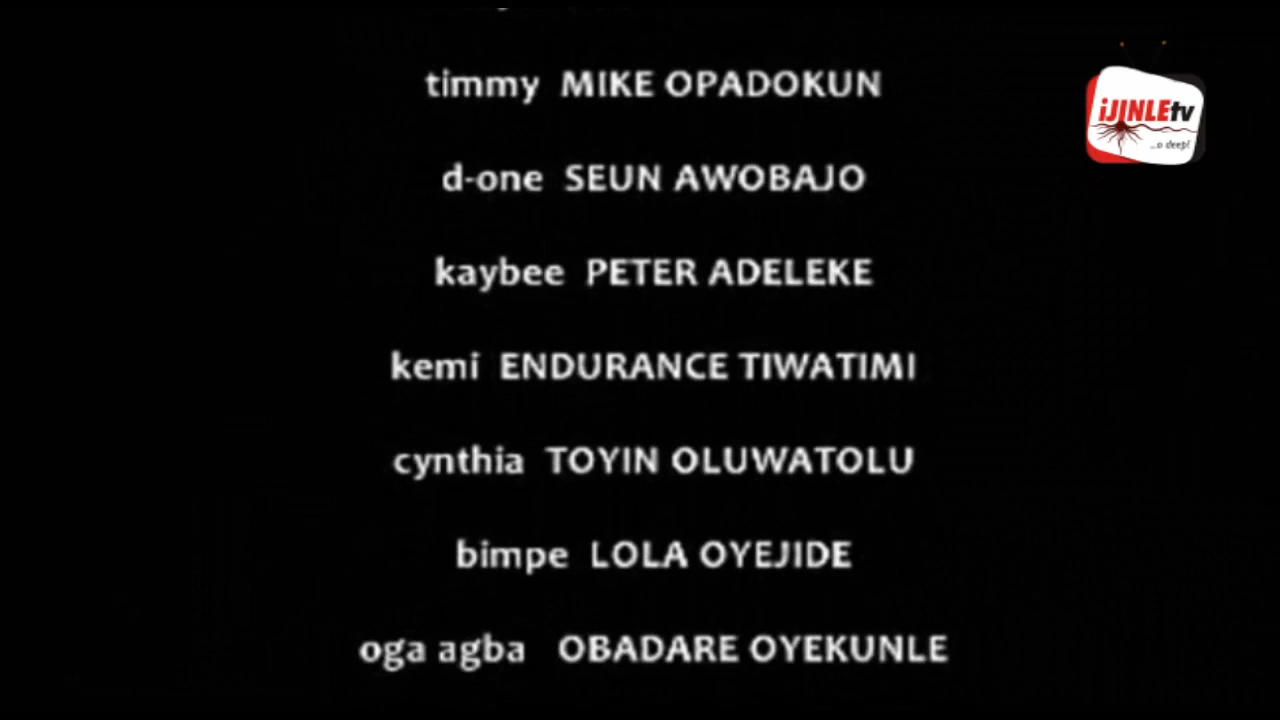 timmy MIKE OPADOKUN
d-one SEUN AWOBAJO
kaybee PETER ADELEKE
kemi ENDURANCE TIWATIMI
cynthia TOYIN OLUWATOLU
bimpe LOLA OYEJIDE
oga agba OBADARE OYEKUNLE
iJINLEtv
...o deep!